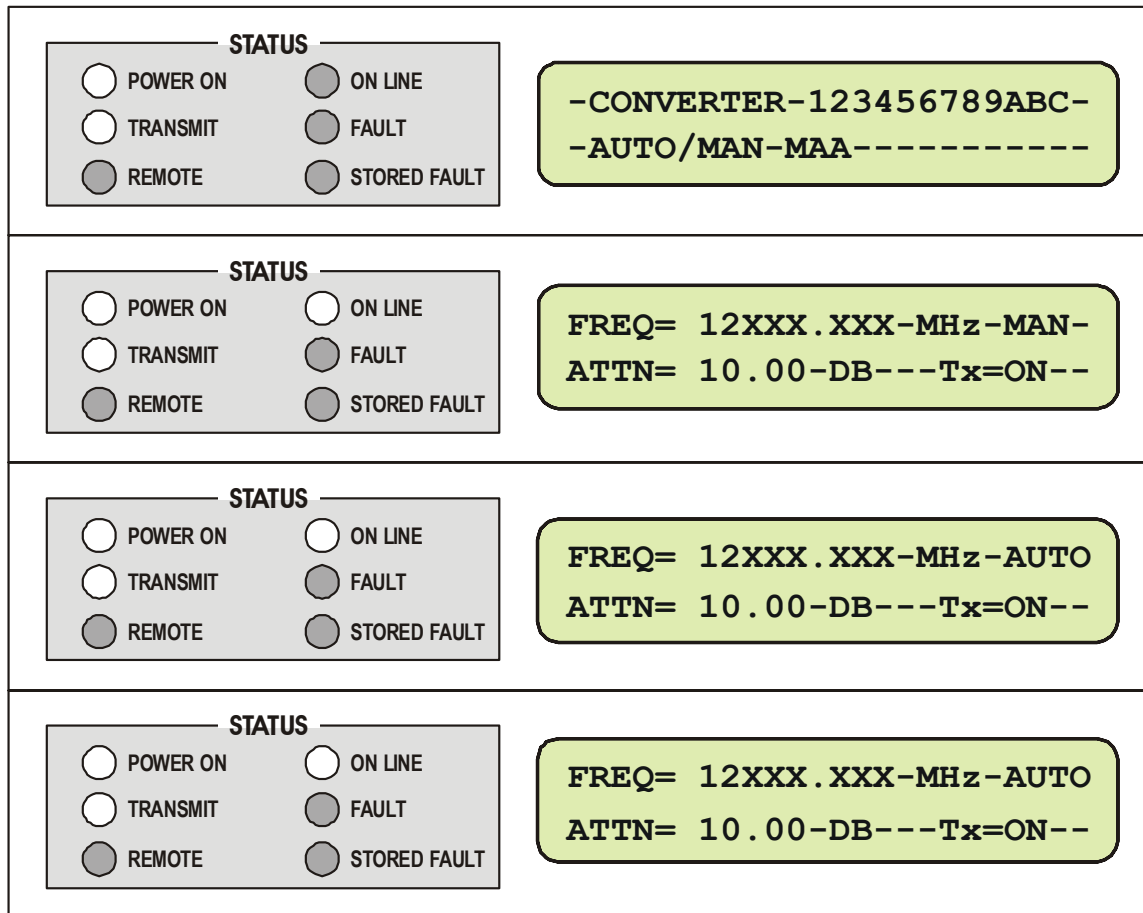 STATUS
POWER ON ON LINE
TRANSMIT FAULT
REMOTE STORED FAULT
-CONVERTER-123456789ABC-
-AUTO/MAN-MAA-----------
STATUS
POWER ON ON LINE
TRANSMIT FAULT
REMOTE STORED FAULT
FREQ= 12XXX.XXX-MHz-MAN-
ATTN= 10.00-DB---Tx=ON--
STATUS
POWER ON ON LINE
TRANSMIT FAULT
REMOTE STORED FAULT
FREQ= 12XXX.XXX-MHz-AUTO
ATTN= 10.00-DB---Tx=ON--
STATUS
POWER ON ON LINE
TRANSMIT FAULT
REMOTE STORED FAULT
FREQ= 12XXX.XXX-MHz-AUTO
ATTN= 10.00-DB---Tx=ON--